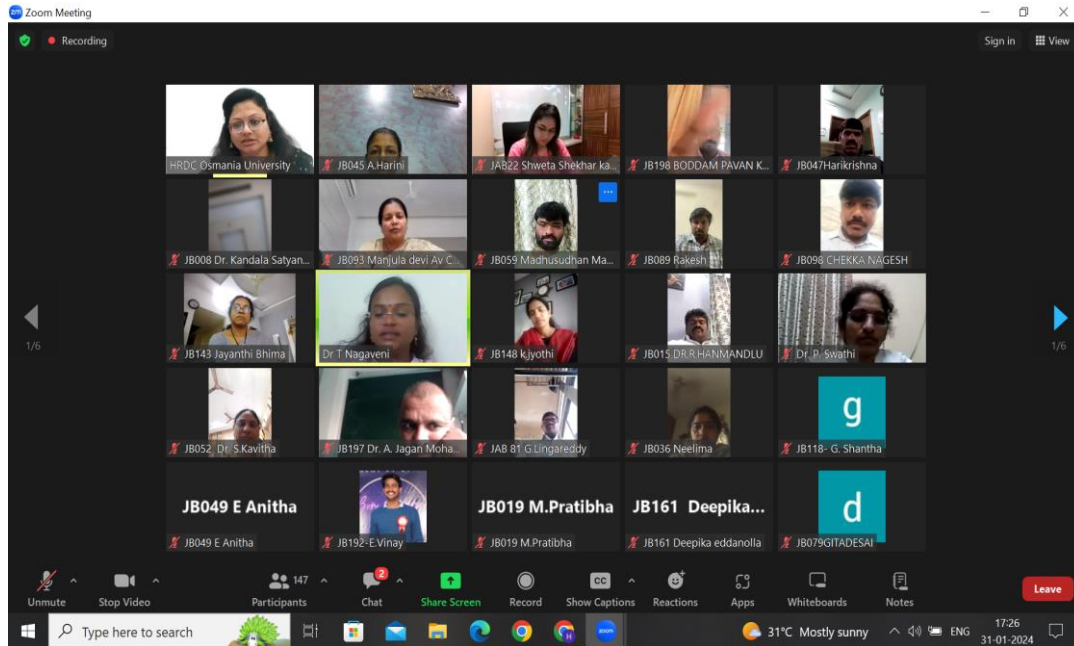 zm Zoom Meeting
Recording
Sign in
View
HRDC Osmania University
JB045 A.Harini
JAB22 Shweta Shekhar ka...
JB198 BODDAM PAVAN K...
JB047Harikrishna
JB008 Dr. Kandala Satyan...
JB093 Manjula devi Av C...
JB059 Madhusudhan Ma...
JB089 Rakesh
JB098 CHEKKA NAGESH
1/6
JB143 Jayanthi Bhima
Dr T Nagaveni
JB148 k.jyothi
JB015 DR.R.HANMANDLU
Dr. P. Swathi
1/6
JB052_Dr. S.Kavitha
JB197 Dr. A. Jagan Moha...
JAB 81 G.Lingareddy
JB036 Neelima
g
JB118- G. Shantha
JB049 E Anitha
JB049 E Anitha
JB192-E.Vinay
JB019 M.Pratibha
JB019 M.Pratibha
JB161 Deepika...
JB161 Deepika eddanolla
d
JB079GITADESAI
Unmute
Stop Video
147
Participants
2
Chat
Share Screen
Record
CC
Show Captions
Reactions
Apps
Whiteboards
Notes
Leave
Type here to search
H
zoom
31°C Mostly sunny
ENG
17:26
31-01-2024